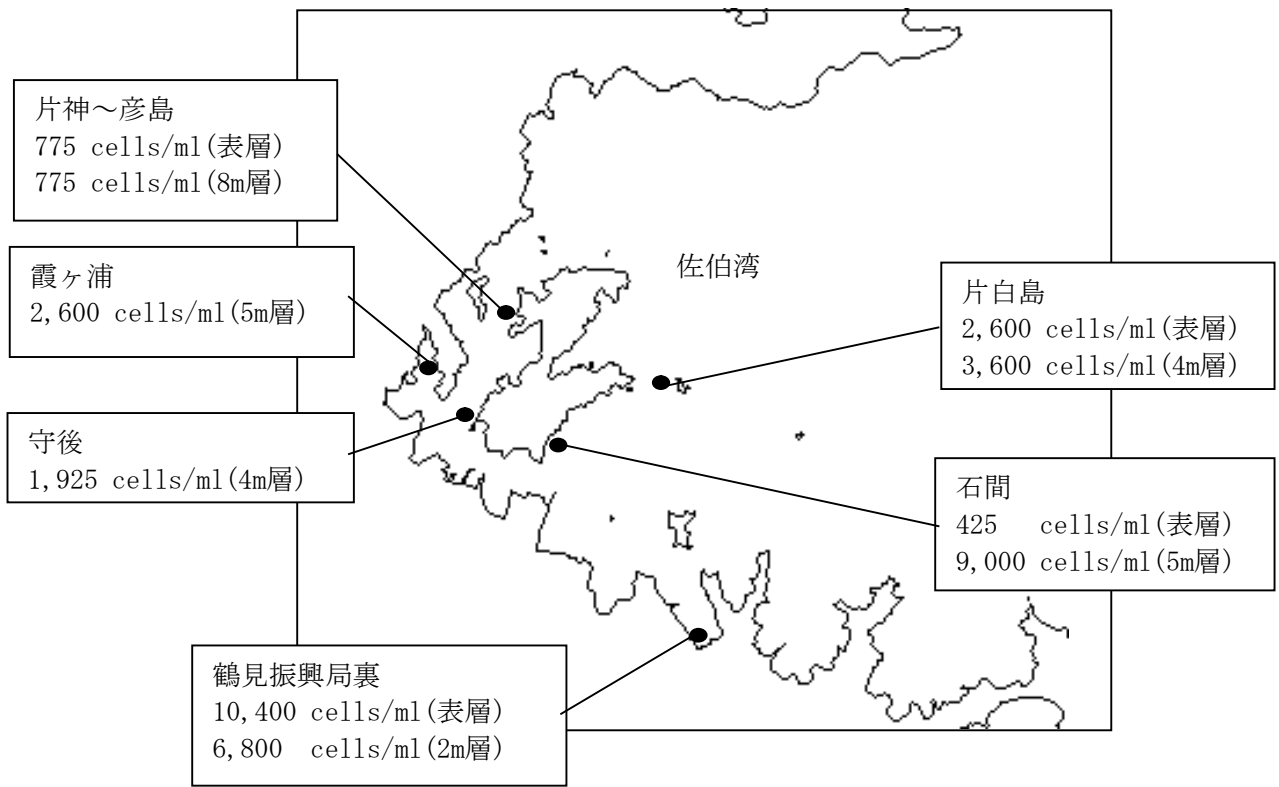 片神～彦島
775 cells/ml(表層)
775 cells/ml(8m層)
霞ヶ浦
2,600 cells/ml(5m層)
守後
1,925 cells/ml(4m層)
鶴見振興局裏
10,400 cells/ml(表層)
6,800 cells/ml(2m層)
佐伯湾
片白島
2,600 cells/ml(表層)
3,600 cells/ml(4m層)
石間
425 cells/ml(表層)
9,000 cells/ml(5m層)